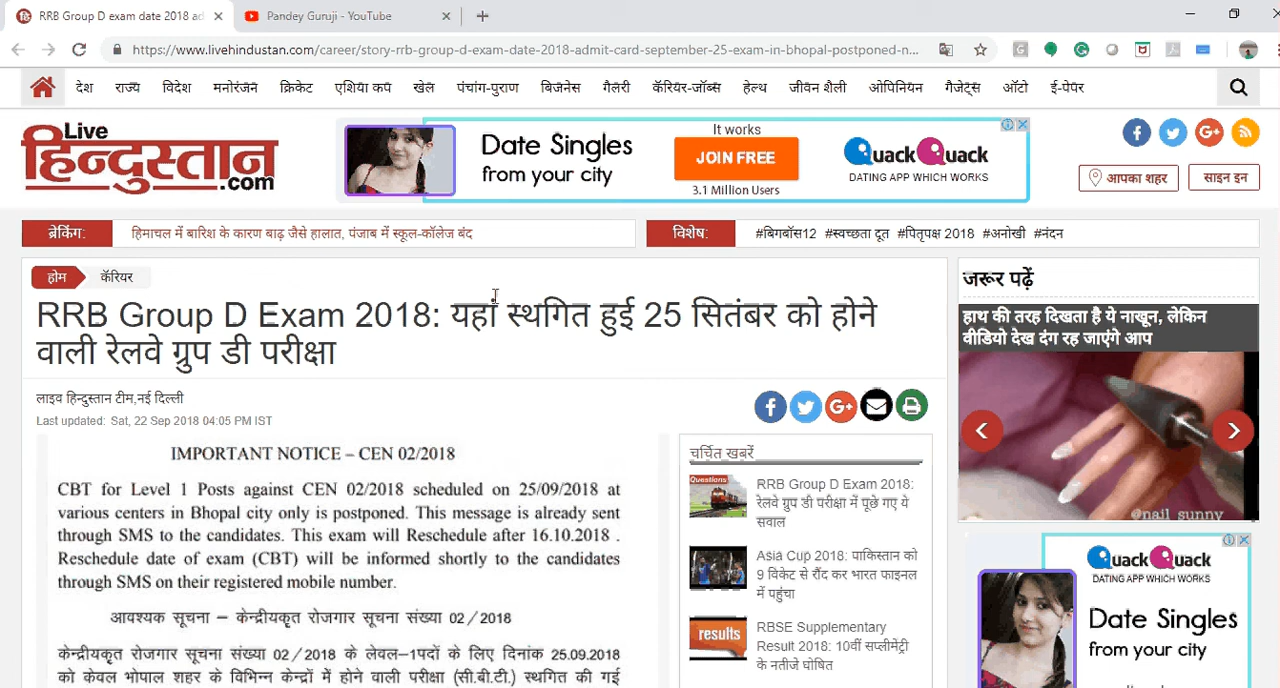 RRB Group D exam date 2018 ad
Pandey Guruji - YouTube
https://www.livehindustan.com/career/story-rrb-group-d-exam-date-2018-admit-card-september-25-exam-in-bhopal-postponed-n...
देश राज्य विदेश मनोरंजन क्रिकेट एशिया कप खेल पंचांग-पुराण बिजनेस गैलरी कॅरियर-जॉब्स हेल्थ जीवन शैली ओपिनियन गैजेट्स ऑटो ई-पेपर
Live
हिन्दुस्तान
.com
Date Singles
from your city
It works
JOIN FREE
3.1 Million Users
QuackQuack
DATING APP WHICH WORKS
आपका शहर
साइन इन
ब्रेकिंग: हिमाचल में बारिश के कारण बाढ़ जैसे हालात, पंजाब में स्कूल-कॉलेज बंद
विशेष: #बिगबॉस12 #स्वच्छता दूत #पितृपक्ष 2018 #अनोखी #नंदन
होम कॅरियर
RRB Group D Exam 2018: यहां स्थगित हुई 25 सितंबर को होने
वाली रेलवे ग्रुप डी परीक्षा
लाइव हिन्दुस्तान टीम,नई दिल्ली
Last updated: Sat, 22 Sep 2018 04:05 PM IST
IMPORTANT NOTICE – CEN 02/2018
CBT for Level 1 Posts against CEN 02/2018 scheduled on 25/09/2018 at
various centers in Bhopal city only is postponed. This message is already sent
through SMS to the candidates. This exam will Reschedule after 16.10.2018 .
Reschedule date of exam (CBT) will be informed shortly to the candidates
through SMS on their registered mobile number.
आवश्यक सूचना – केन्द्रीयकृत रोजगार सूचना संख्या 02/2018
केन्द्रीयकृत रोजगार सूचना संख्या 02/2018 के लेवल–1पदों के लिए दिनांक 25.09.2018
को केवल भोपाल शहर के विभिन्न केन्द्रों में होने वाली परीक्षा (सी.बी.टी.) स्थगित की गई
चर्चित खबरें
Questions
RRB Group D Exam 2018:
रेलवे ग्रुप डी परीक्षा में पूछे गए ये
सवाल
Asia Cup 2018: पाकिस्तान को
9 विकेट से रौंद कर भारत फाइनल
में पहुंचा
results
RBSE Supplementary
Result 2018: 10वीं सप्लीमेंट्री
के नतीजे घोषित
जरूर पढ़ें
हाथ की तरह दिखता है ये नाखून, लेकिन
वीडियो देख दंग रह जाएंगे आप
@nail_sunny
QuackQuack
DATING APP WHICH WORKS
Date Singles
from your city